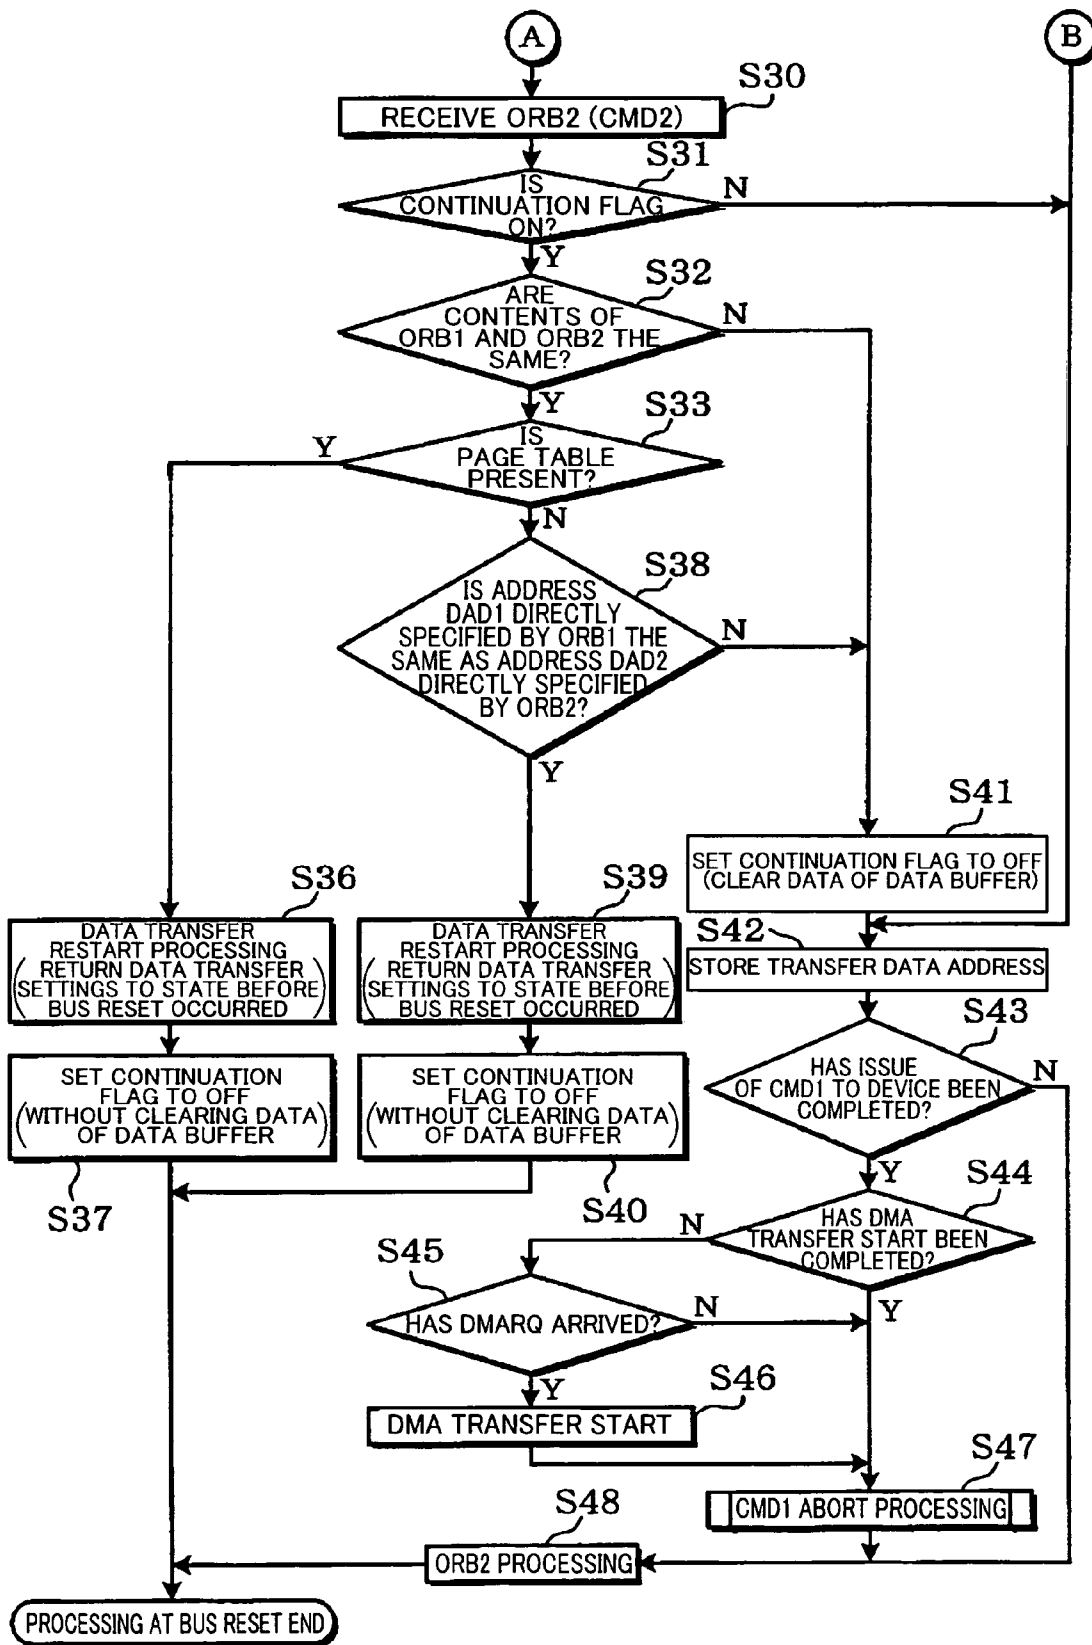 A
B
S30
RECEIVE ORB2 (CMD2)
S31
IS
CONTINUATION FLAG
ON?
N
Y
S32
ARE
CONTENTS OF
ORB1 AND ORB2 THE
SAME?
N
Y
S33
IS
PAGE TABLE
PRESENT?
Y
N
S38
IS ADDRESS
DAD1 DIRECTLY
SPECIFIED BY ORB1 THE
SAME AS ADDRESS DAD2
DIRECTLY SPECIFIED
BY ORB2?
N
Y
S41
SET CONTINUATION FLAG TO OFF
(CLEAR DATA OF DATA BUFFER)
S36
DATA TRANSFER
RESTART PROCESSING
(RETURN DATA TRANSFER
SETTINGS TO STATE BEFORE
BUS RESET OCCURRED)
S39
DATA TRANSFER
RESTART PROCESSING
(RETURN DATA TRANSFER
SETTINGS TO STATE BEFORE
BUS RESET OCCURRED)
S42
STORE TRANSFER DATA ADDRESS
SET CONTINUATION
FLAG TO OFF
(WITHOUT CLEARING DATA
OF DATA BUFFER)
S37
SET CONTINUATION
FLAG TO OFF
(WITHOUT CLEARING DATA
OF DATA BUFFER)
S40
S43
HAS ISSUE
OF CMD1 TO DEVICE BEEN
COMPLETED?
N
Y
S44
HAS DMA
TRANSFER START BEEN
COMPLETED?
N
Y
S45
HAS DMARQ ARRIVED?
N
Y
S46
DMA TRANSFER START
S47
CMD1 ABORT PROCESSING
S48
ORB2 PROCESSING
PROCESSING AT BUS RESET END